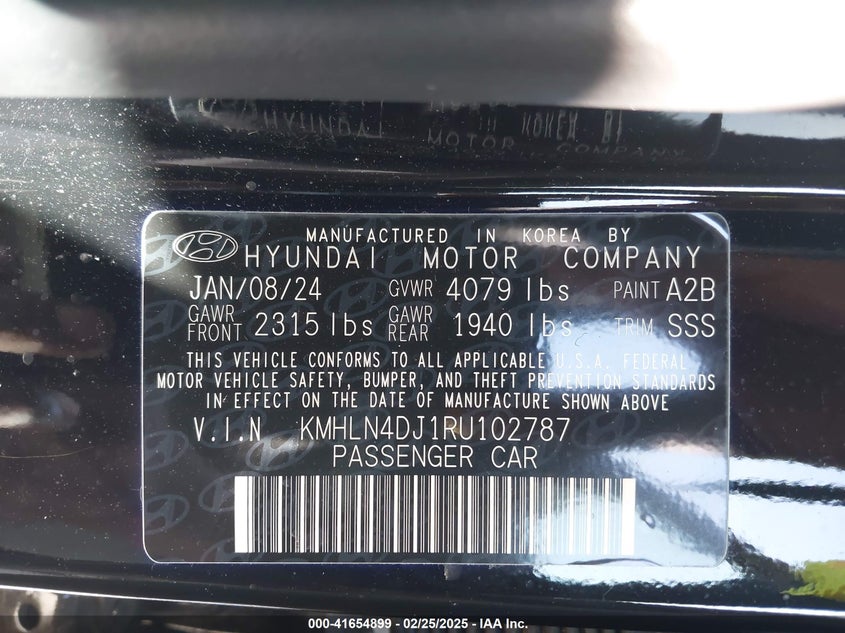 MANUFACTURED IN KOREA BY
HYUNDAI MOTOR COMPANY
JAN/08/24 GVWR 4079 lbs PAINT A2B
GAWR FRONT 2315 lbs GAWR REAR 1940 lbs TRIM SSS
THIS VEHICLE CONFORMS TO ALL APPLICABLE U.S.A. FEDERAL
MOTOR VEHICLE SAFETY, BUMPER, AND THEFT PREVENTION STANDARDS
IN EFFECT ON THE DATE OF MANUFACTURE SHOWN ABOVE
V.I.N KMHLN4DJ1RU102787
PASSENGER CAR
000-41654899 - 02/25/2025 - IAA Inc.